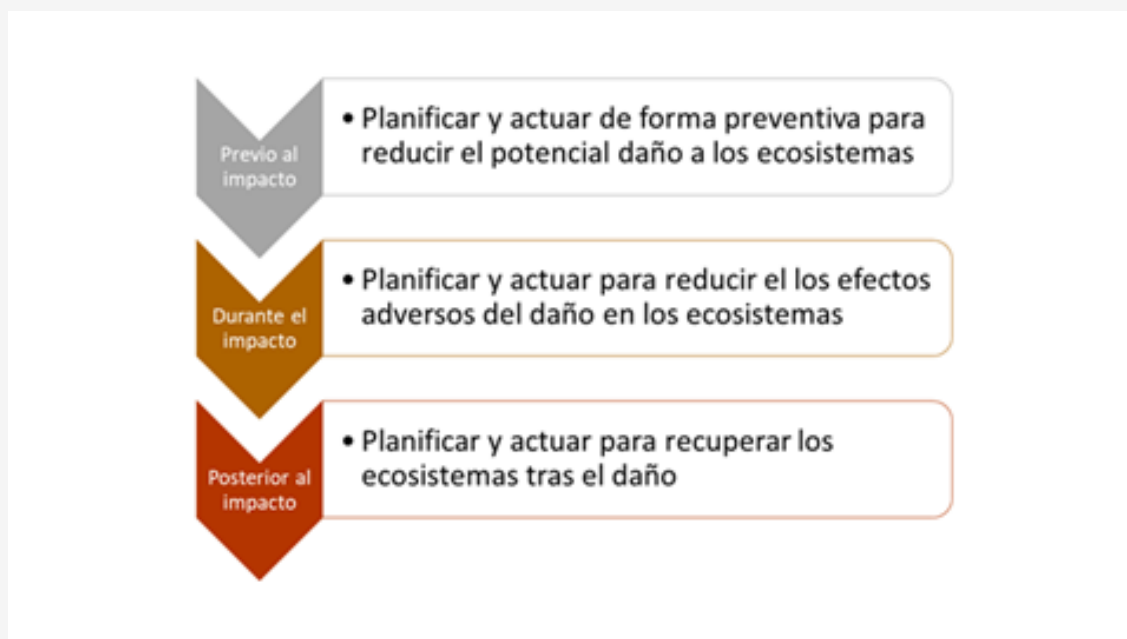 Previo al
impacto
• Planificar y actuar de forma preventiva para
reducir el potencial daño a los ecosistemas
Durante el
impacto
• Planificar y actuar para reducir el los efectos
adversos del daño en los ecosistemas
Posterior al
impacto
• Planificar y actuar para recuperar los
ecosistemas tras el daño